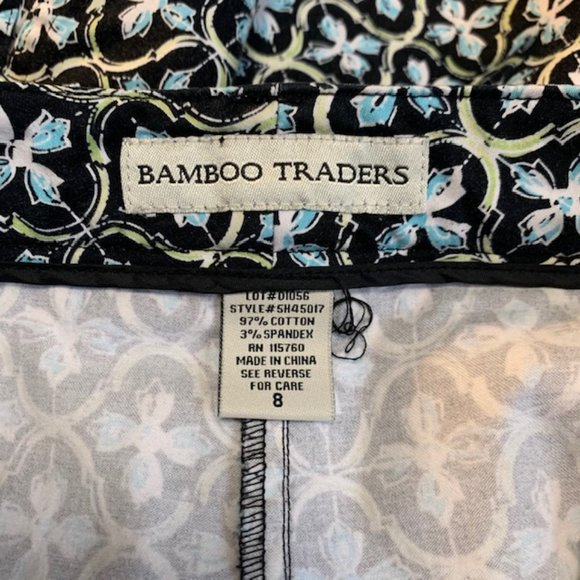 BAMBOO TRADERS
LOT#D1056
STYLE#SH45017
97% COTTON
3% SPANDEX
RN 115760
MADE IN CHINA
SEE REVERSE
FOR CARE
8